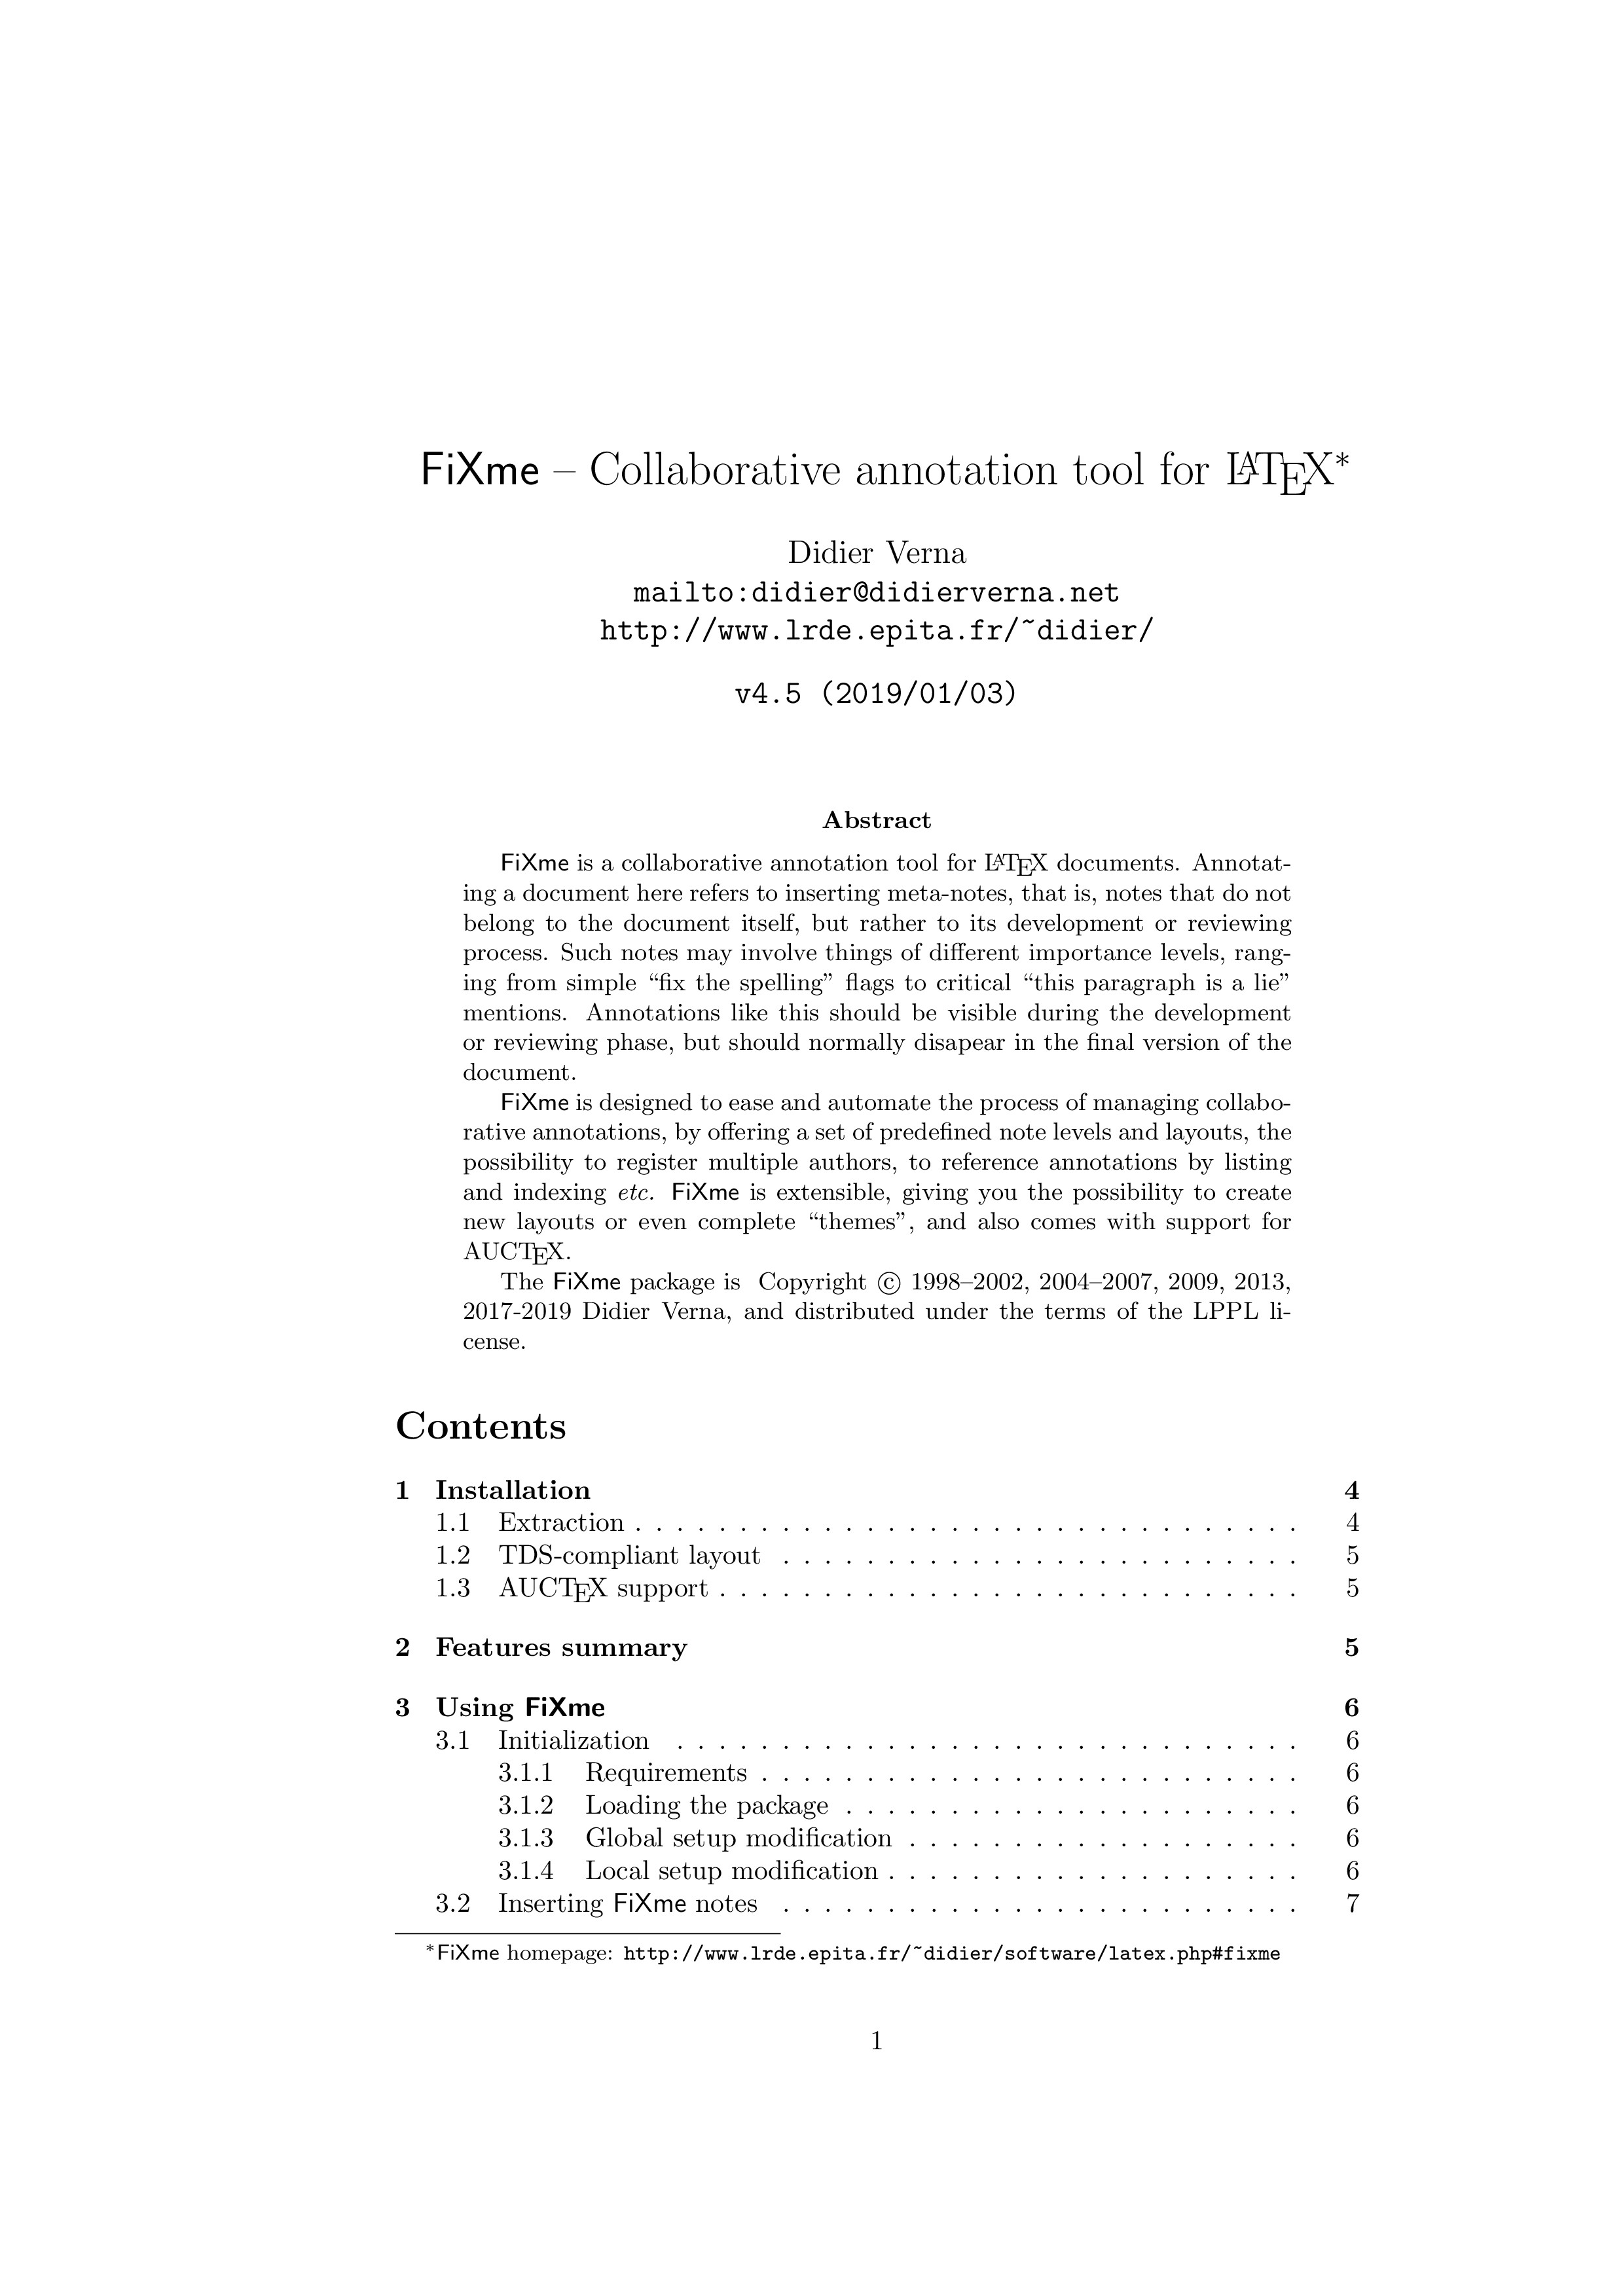 FiXme – Collaborative annotation tool for LATEX*
Didier Verna
mailto:didier@didierverna.net
http://www.lrde.epita.fr/~didier/
v4.5 (2019/01/03)
Abstract
FiXme is a collaborative annotation tool for LATEX documents. Annotat-
ing a document here refers to inserting meta-notes, that is, notes that do not
belong to the document itself, but rather to its development or reviewing
process. Such notes may involve things of different importance levels, rang-
ing from simple “fix the spelling” flags to critical “this paragraph is a lie”
mentions. Annotations like this should be visible during the development
or reviewing phase, but should normally disapear in the final version of the
document.
FiXme is designed to ease and automate the process of managing collabo-
rative annotations, by offering a set of predefined note levels and layouts, the
possibility to register multiple authors, to reference annotations by listing
and indexing etc. FiXme is extensible, giving you the possibility to create
new layouts or even complete “themes”, and also comes with support for
AUCTEX.
The FiXme package is Copyright © 1998–2002, 2004–2007, 2009, 2013,
2017-2019 Didier Verna, and distributed under the terms of the LPPL li-
cense.
Contents
1 Installation 4
1.1 Extraction . . . . . . . . . . . . . . . . . . . . . . . . . . . . . . . . 4
1.2 TDS-compliant layout . . . . . . . . . . . . . . . . . . . . . . . . . 5
1.3 AUCTEX support . . . . . . . . . . . . . . . . . . . . . . . . . . . . 5
2 Features summary 5
3 Using FiXme 6
3.1 Initialization . . . . . . . . . . . . . . . . . . . . . . . . . . . . . . 6
3.1.1 Requirements . . . . . . . . . . . . . . . . . . . . . . . . . . 6
3.1.2 Loading the package . . . . . . . . . . . . . . . . . . . . . . 6
3.1.3 Global setup modification . . . . . . . . . . . . . . . . . . . 6
3.1.4 Local setup modification . . . . . . . . . . . . . . . . . . . . 6
3.2 Inserting FiXme notes . . . . . . . . . . . . . . . . . . . . . . . . . 7
*FiXme homepage: http://www.lrde.epita.fr/~didier/software/latex.php#fixme
1